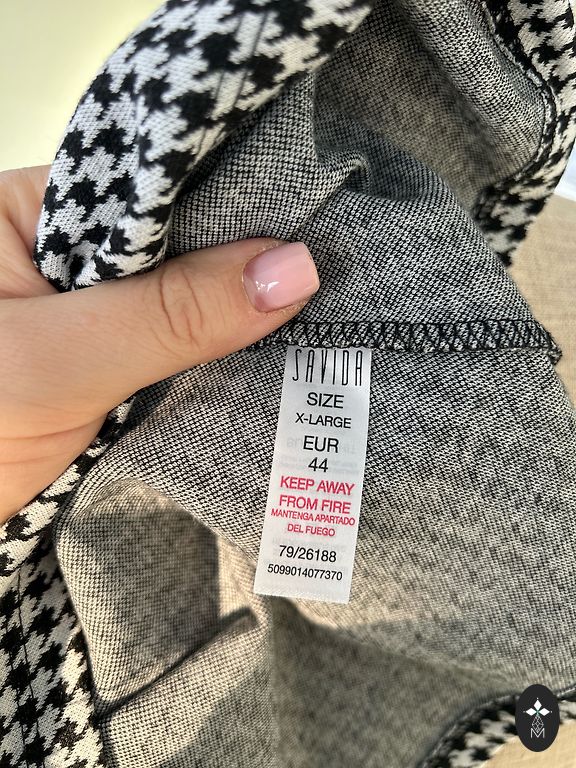 SAVIDA
SIZE
X-LARGE
EUR
44
KEEP AWAY
FROM FIRE
MANTENGA APARTADO
DEL FUEGO
79/26188
5099014077370
M